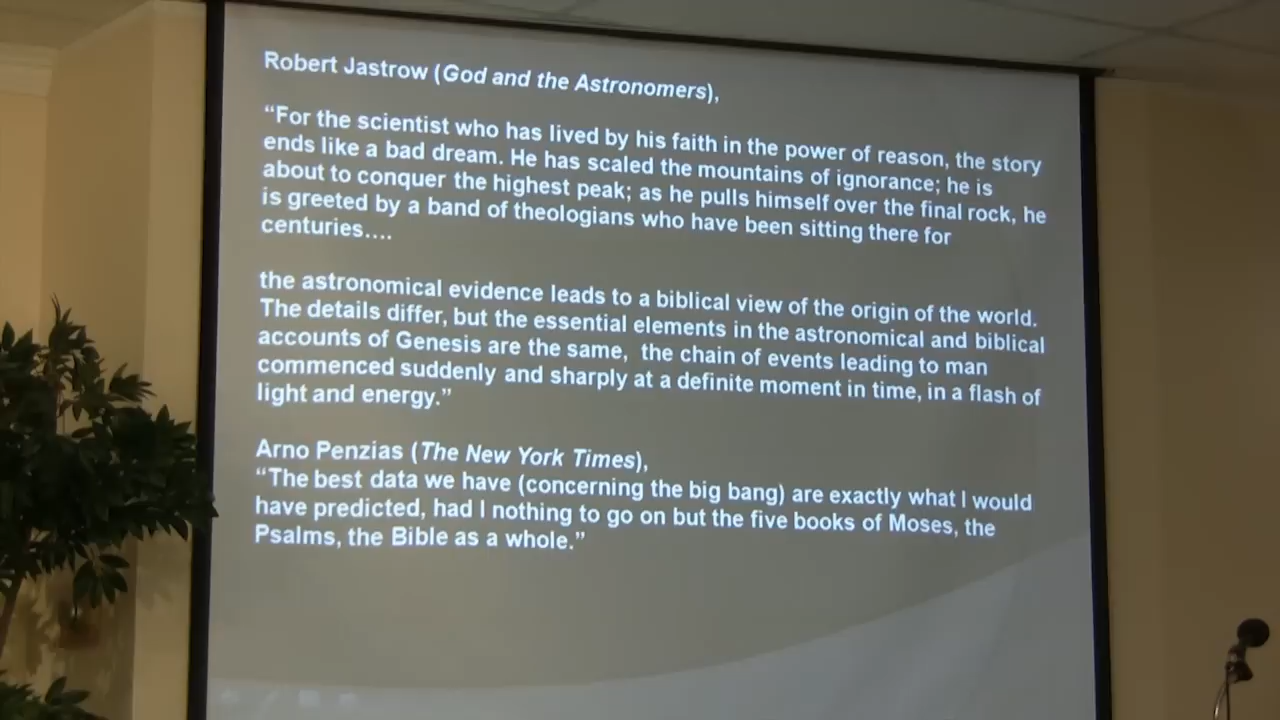 Robert Jastrow (God and the Astronomers),
“For the scientist who has lived by his faith in the power of reason, the story
ends like a bad dream. He has scaled the mountains of ignorance; he is
about to conquer the highest peak; as he pulls himself over the final rock, he
is greeted by a band of theologians who have been sitting there for
centuries....
the astronomical evidence leads to a biblical view of the origin of the world.
The details differ, but the essential elements in the astronomical and biblical
accounts of Genesis are the same,  the chain of events leading to man
commenced suddenly and sharply at a definite moment in time, in a flash of
light and energy.”
Arno Penzias (The New York Times),
“The best data we have (concerning the big bang) are exactly what I would
have predicted, had I nothing to go on but the five books of Moses, the
Psalms, the Bible as a whole.”